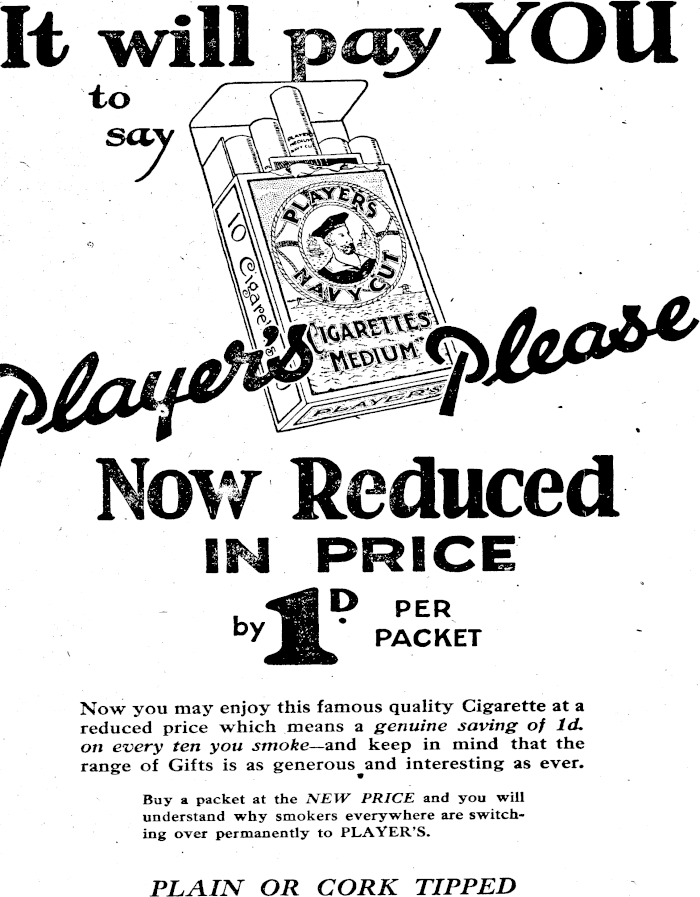 It will pay YOU
to
say
PLAYER'S
MEDIUM
NAVY CUT
PLAYER'S
NAVY CUT
10 Cigarettes
CIGARETTES
"MEDIUM"
PLAYER'S
Player's Please
Now Reduced
IN PRICE
by 1D. PER
PACKET
Now you may enjoy this famous quality Cigarette at a
reduced price which means a genuine saving of 1d.
on every ten you smoke—and keep in mind that the
range of Gifts is as generous and interesting as ever.
Buy a packet at the NEW PRICE and you will
understand why smokers everywhere are switch-
ing over permanently to PLAYER'S.
PLAIN OR CORK TIPPED